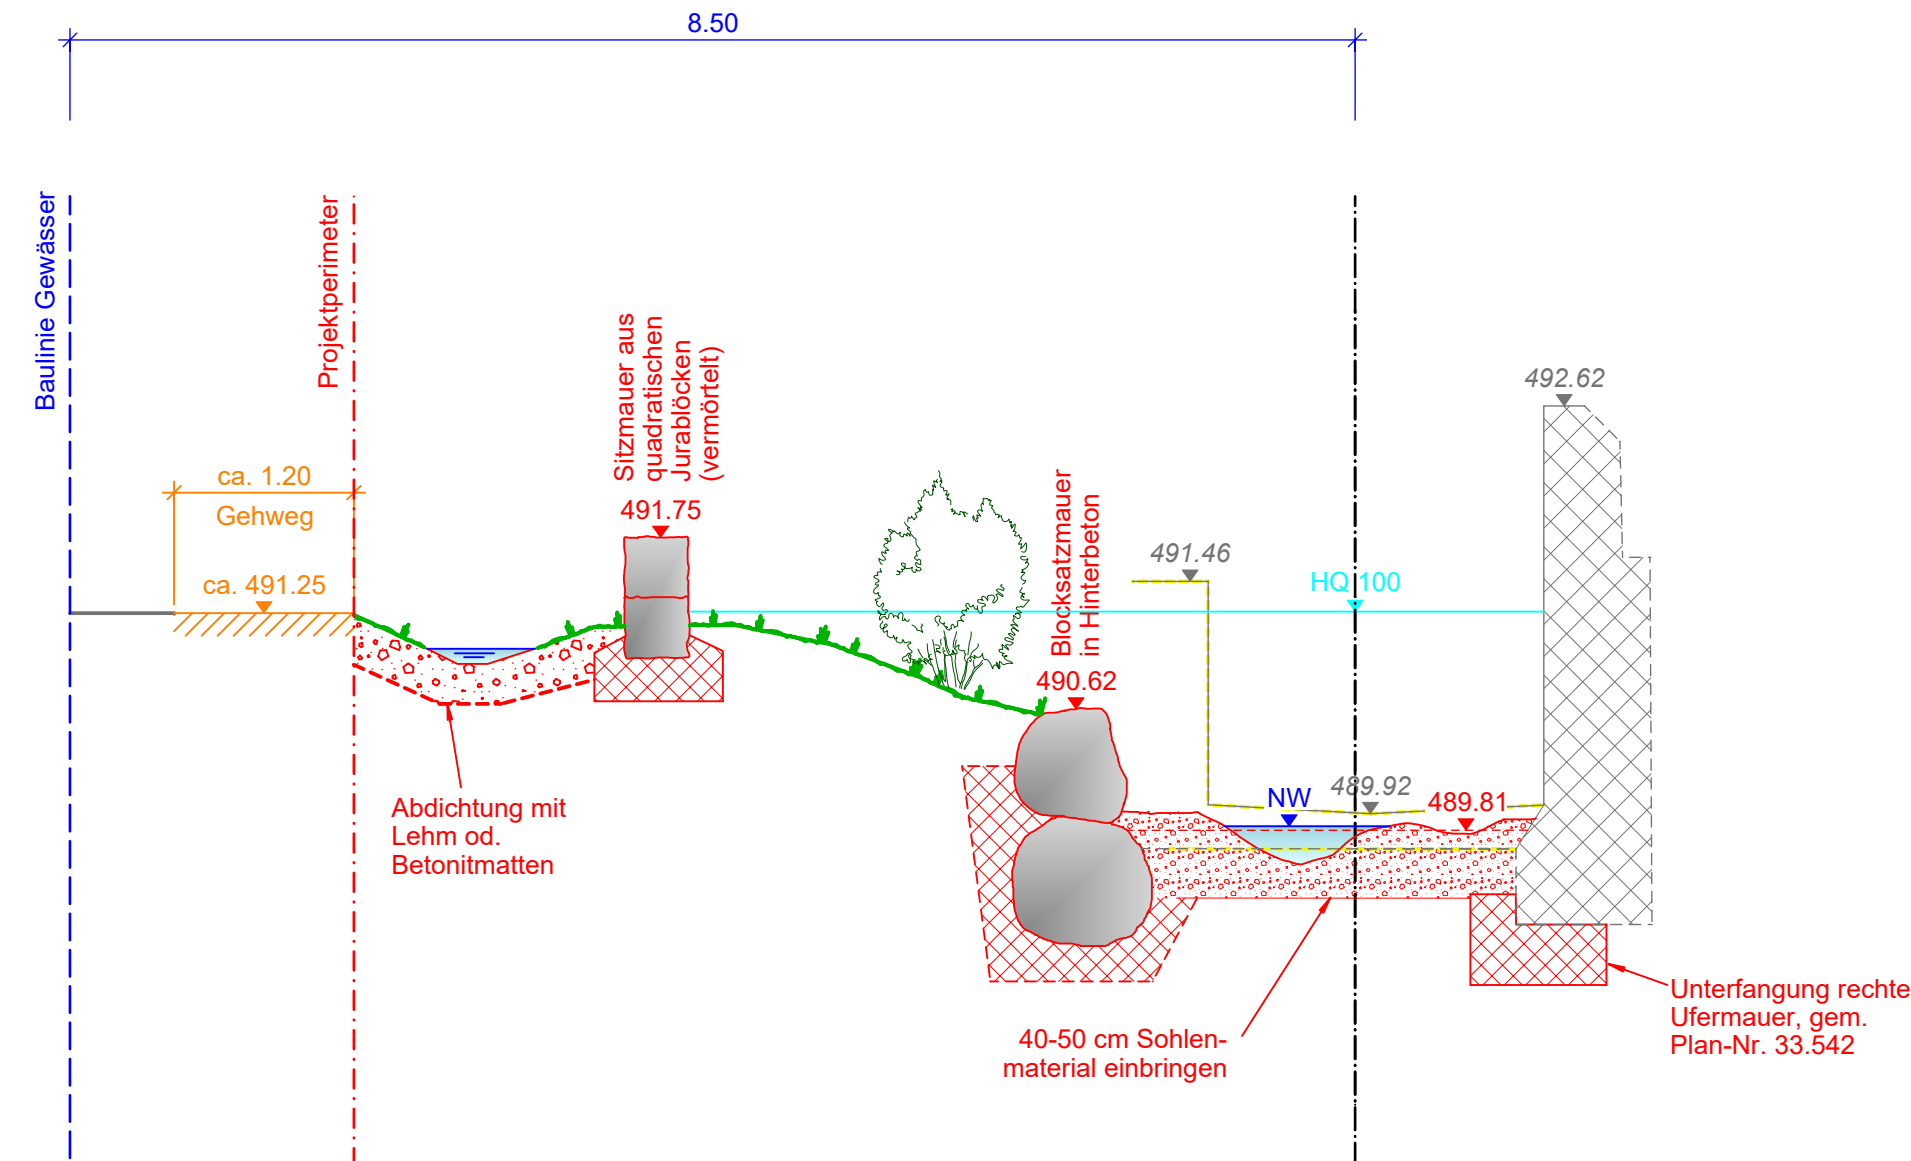 8.50
Baulinie Gewässer
Projektperimeter
Sitzmauer aus
quadratischen
Jurablöcken
(vermörtelt)
491.75
492.62
ca. 1.20
Gehweg
ca. 491.25
Blocksatzmauer
in Hinterbeton
490.62
491.46
HQ 100
NW
489.92
489.81
Abdichtung mit
Lehm od.
Betonitmatten
40-50 cm Sohlen-
material einbringen
Unterfangung rechte
Ufermauer, gem.
Plan-Nr. 33.542